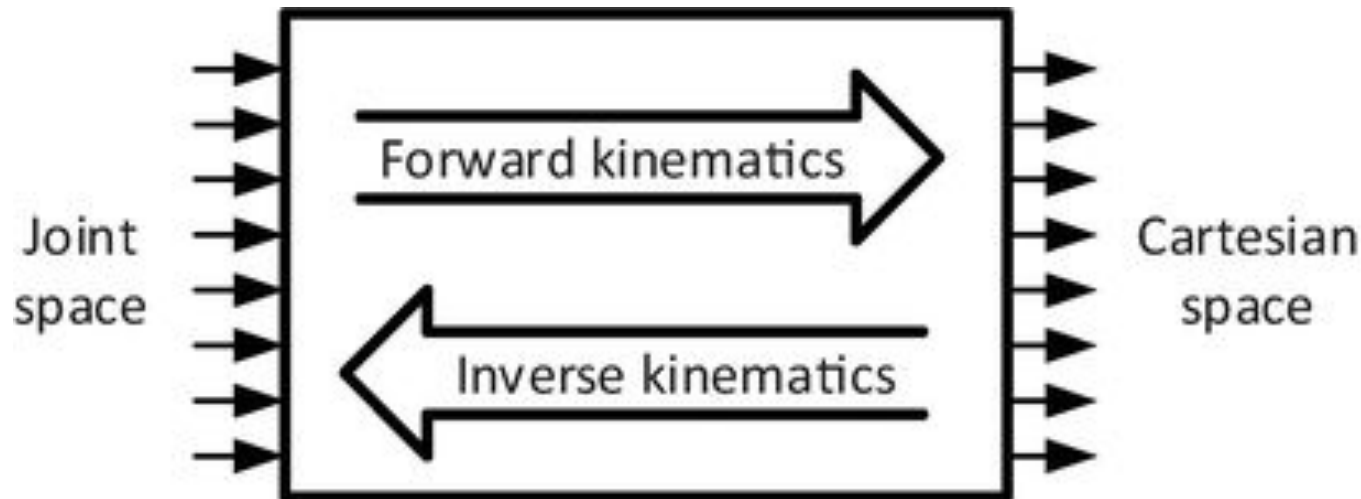 Forward kinematics
Joint
space
Cartesian
space
Inverse kinematics